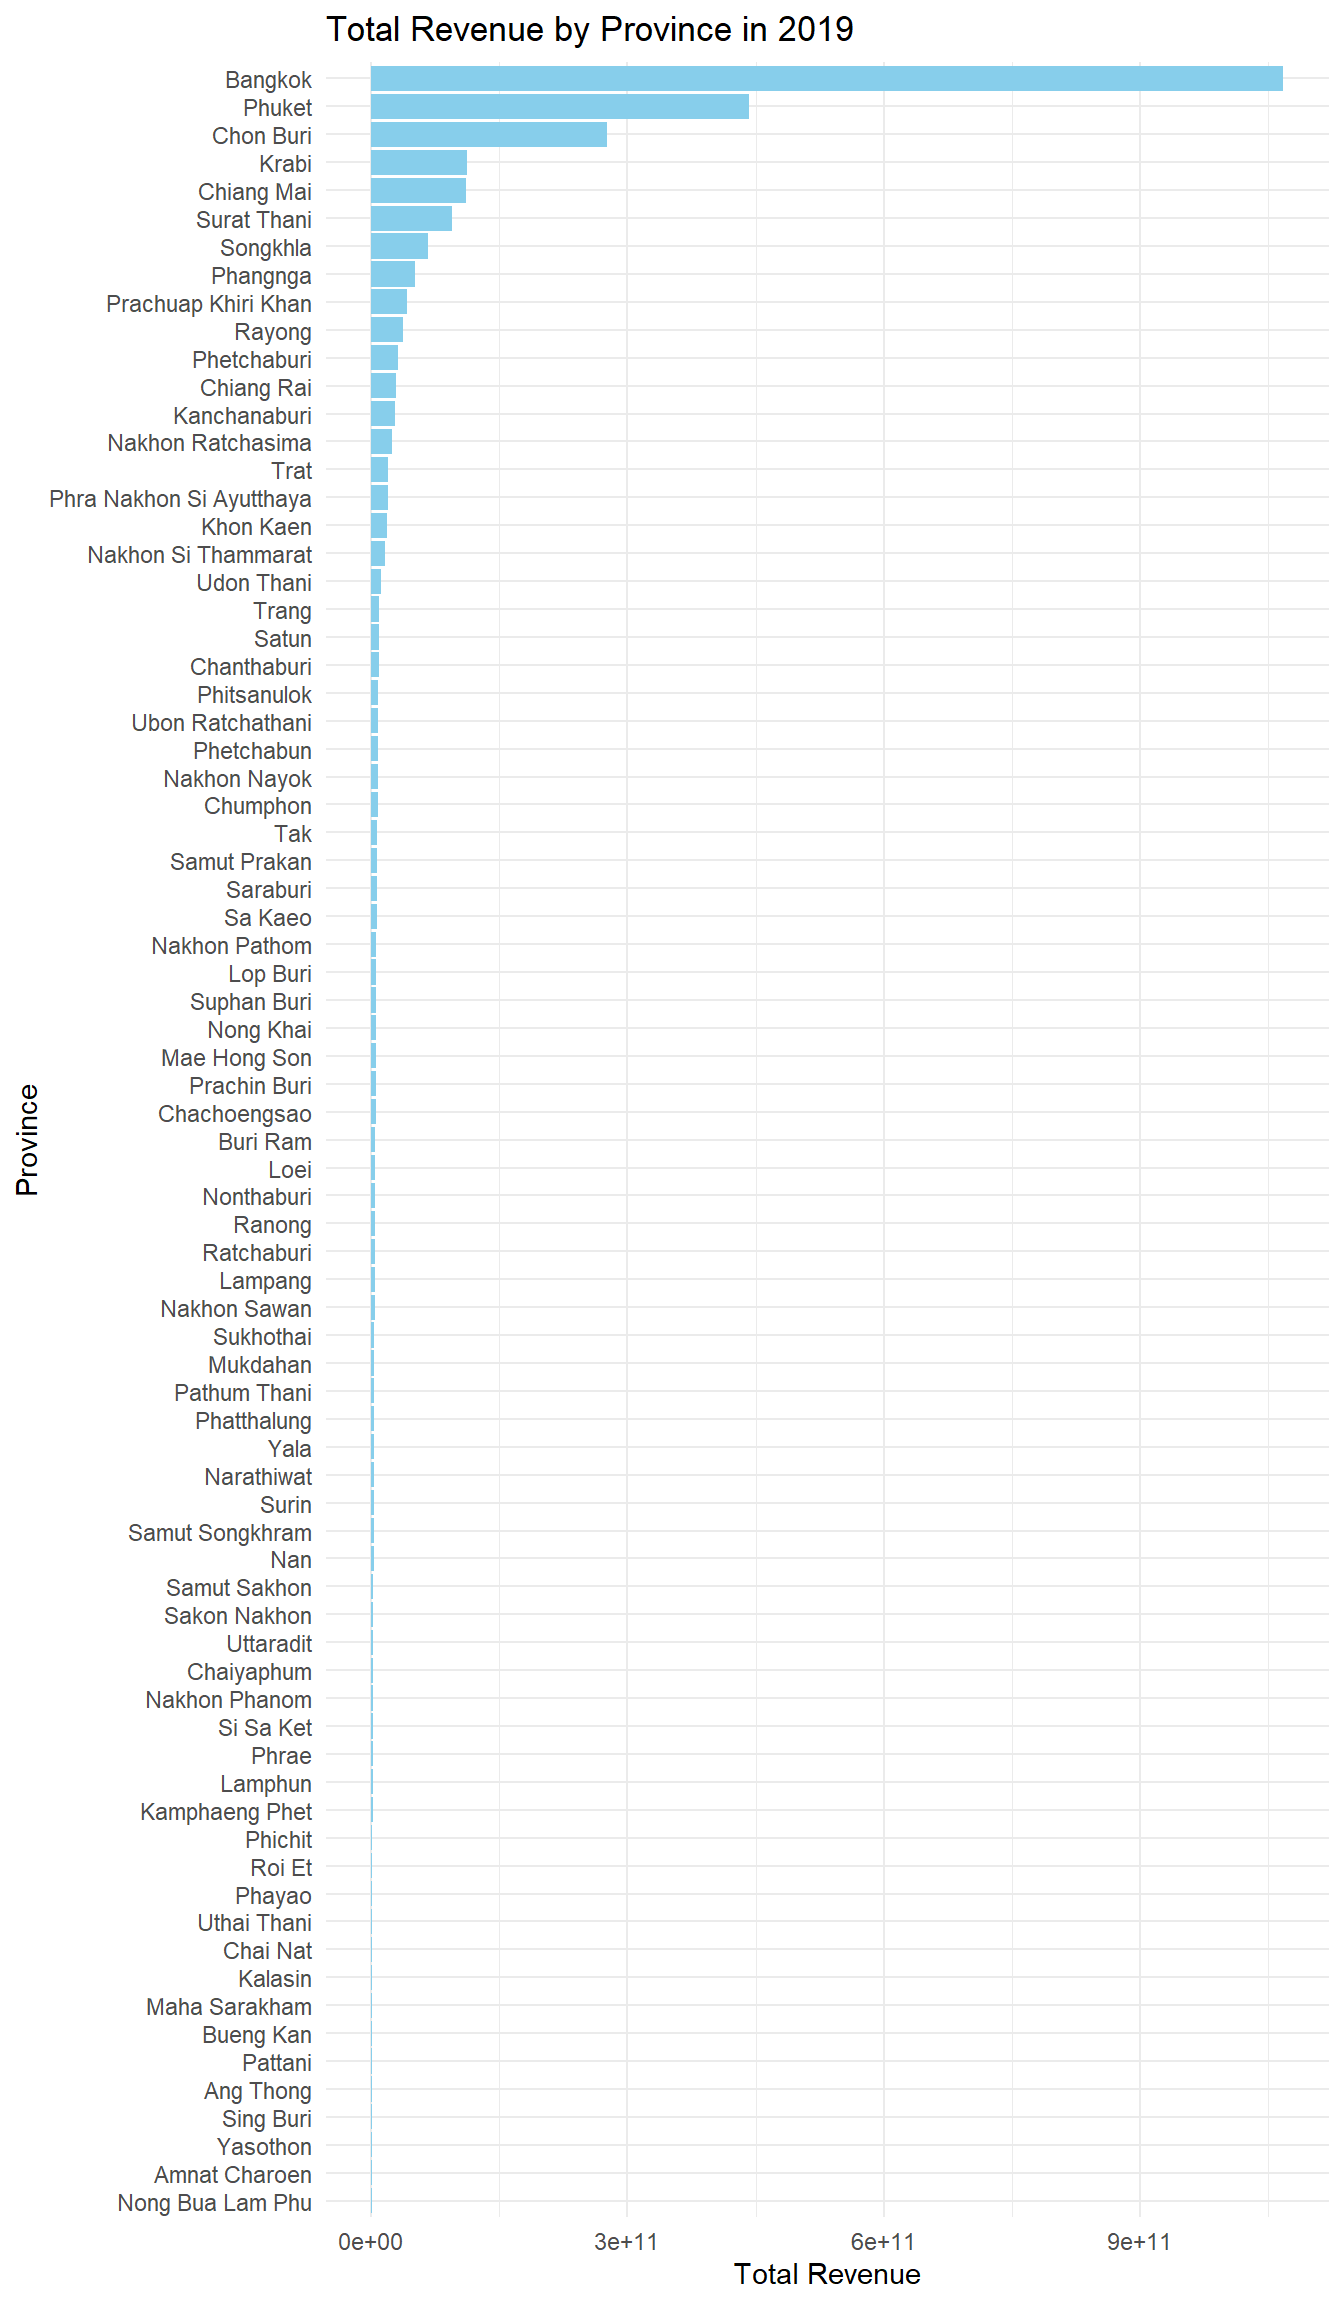 Total Revenue by Province in 2019
Bangkok
Phuket
Chon Buri
Krabi
Chiang Mai
Surat Thani
Songkhla
Phangnga
Prachuap Khiri Khan
Rayong
Phetchaburi
Chiang Rai
Kanchanaburi
Nakhon Ratchasima
Trat
Phra Nakhon Si Ayutthaya
Khon Kaen
Nakhon Si Thammarat
Udon Thani
Trang
Satun
Chanthaburi
Phitsanulok
Ubon Ratchathani
Phetchabun
Nakhon Nayok
Chumphon
Tak
Samut Prakan
Saraburi
Sa Kaeo
Nakhon Pathom
Lop Buri
Suphan Buri
Nong Khai
Mae Hong Son
Prachin Buri
Chachoengsao
Buri Ram
Loei
Nonthaburi
Ranong
Ratchaburi
Lampang
Nakhon Sawan
Sukhothai
Mukdahan
Pathum Thani
Phatthalung
Yala
Narathiwat
Surin
Samut Songkhram
Nan
Samut Sakhon
Sakon Nakhon
Uttaradit
Chaiyaphum
Nakhon Phanom
Si Sa Ket
Phrae
Lamphun
Kamphaeng Phet
Phichit
Roi Et
Phayao
Uthai Thani
Chai Nat
Kalasin
Maha Sarakham
Bueng Kan
Pattani
Ang Thong
Sing Buri
Yasothon
Amnat Charoen
Nong Bua Lam Phu
Province
0e+00 3e+11 6e+11 9e+11
Total Revenue